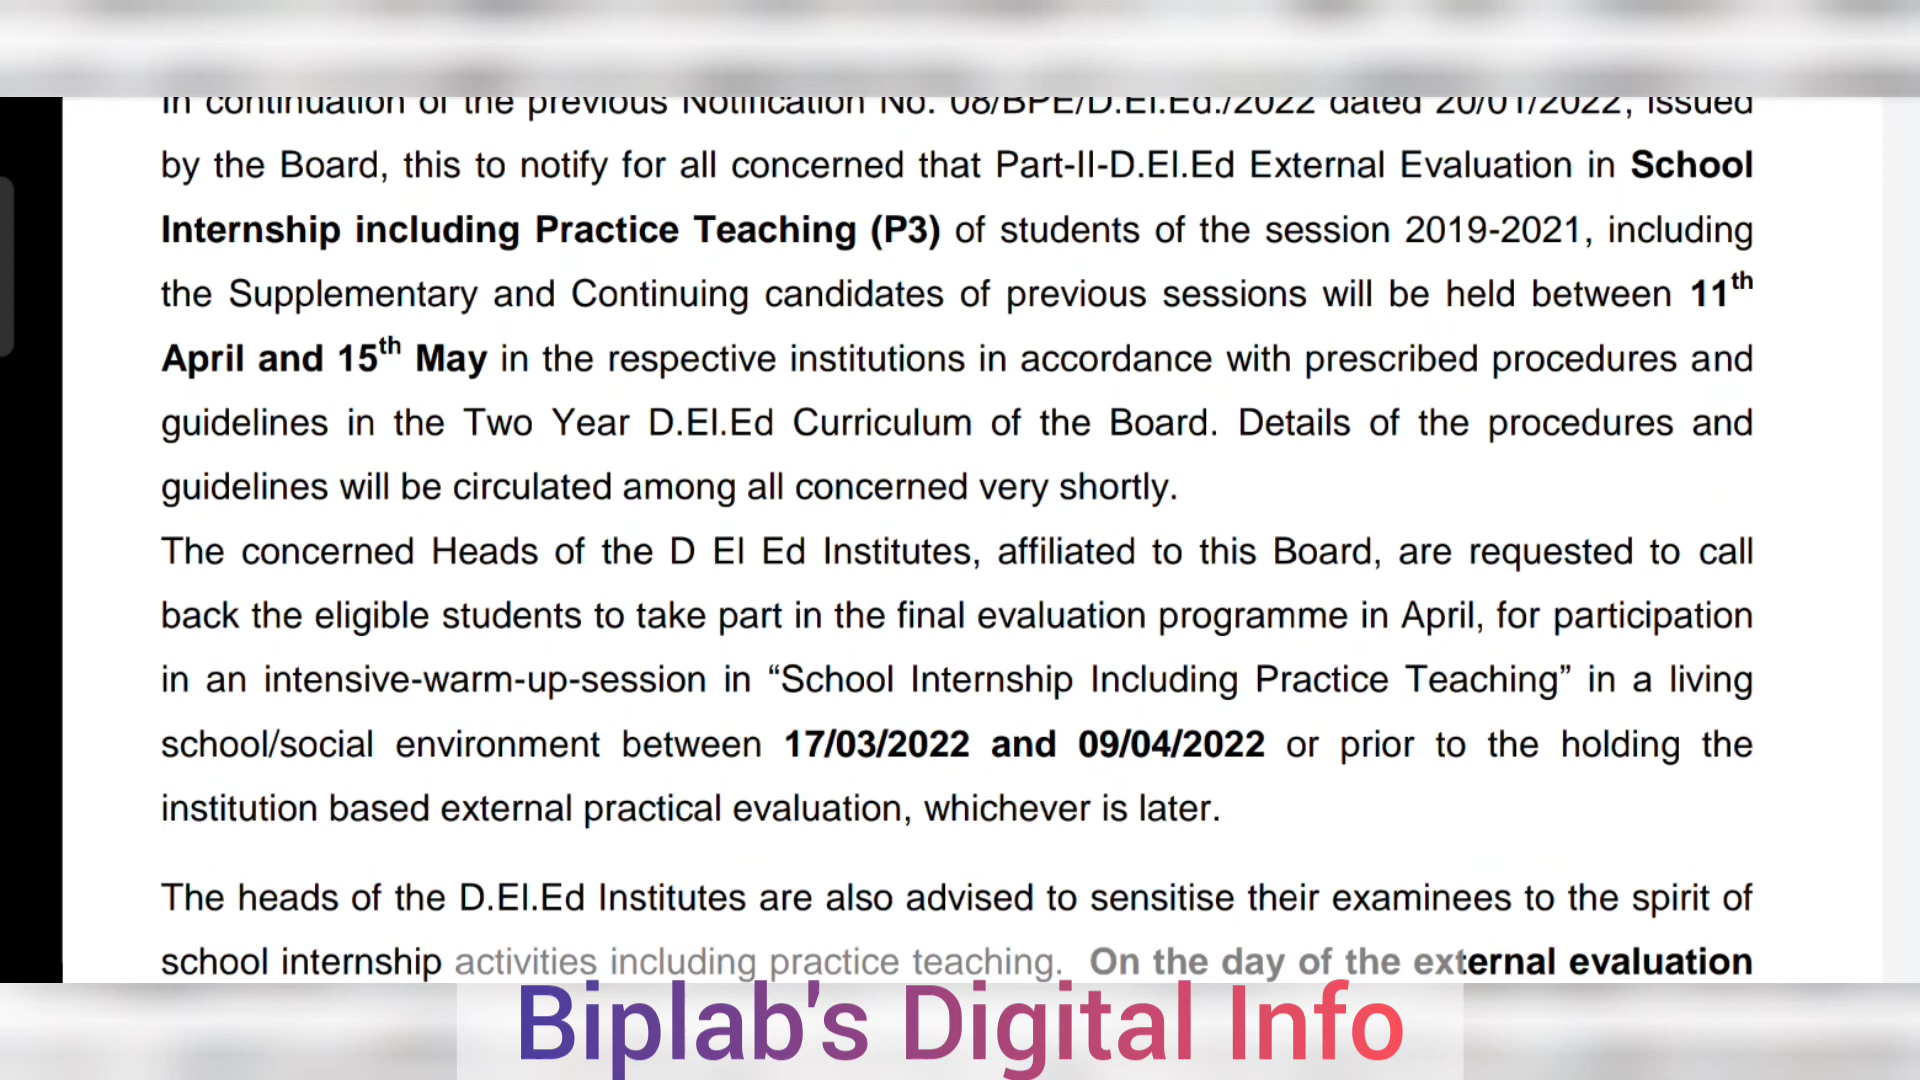 In continuation of the previous Notification No. 08/BPE/D.El.Ed./2022 dated 20/01/2022, issued
by the Board, this to notify for all concerned that Part-II-D.El.Ed External Evaluation in School
Internship including Practice Teaching (P3) of students of the session 2019-2021, including
the Supplementary and Continuing candidates of previous sessions will be held between 11th
April and 15th May in the respective institutions in accordance with prescribed procedures and
guidelines in the Two Year D.El.Ed Curriculum of the Board. Details of the procedures and
guidelines will be circulated among all concerned very shortly.
The concerned Heads of the D El Ed Institutes, affiliated to this Board, are requested to call
back the eligible students to take part in the final evaluation programme in April, for participation
in an intensive-warm-up-session in “School Internship Including Practice Teaching” in a living
school/social environment between 17/03/2022 and 09/04/2022 or prior to the holding the
institution based external practical evaluation, whichever is later.
The heads of the D.El.Ed Institutes are also advised to sensitise their examinees to the spirit of
school internship activities including practice teaching. On the day of the external evaluation
Biplab's Digital Info